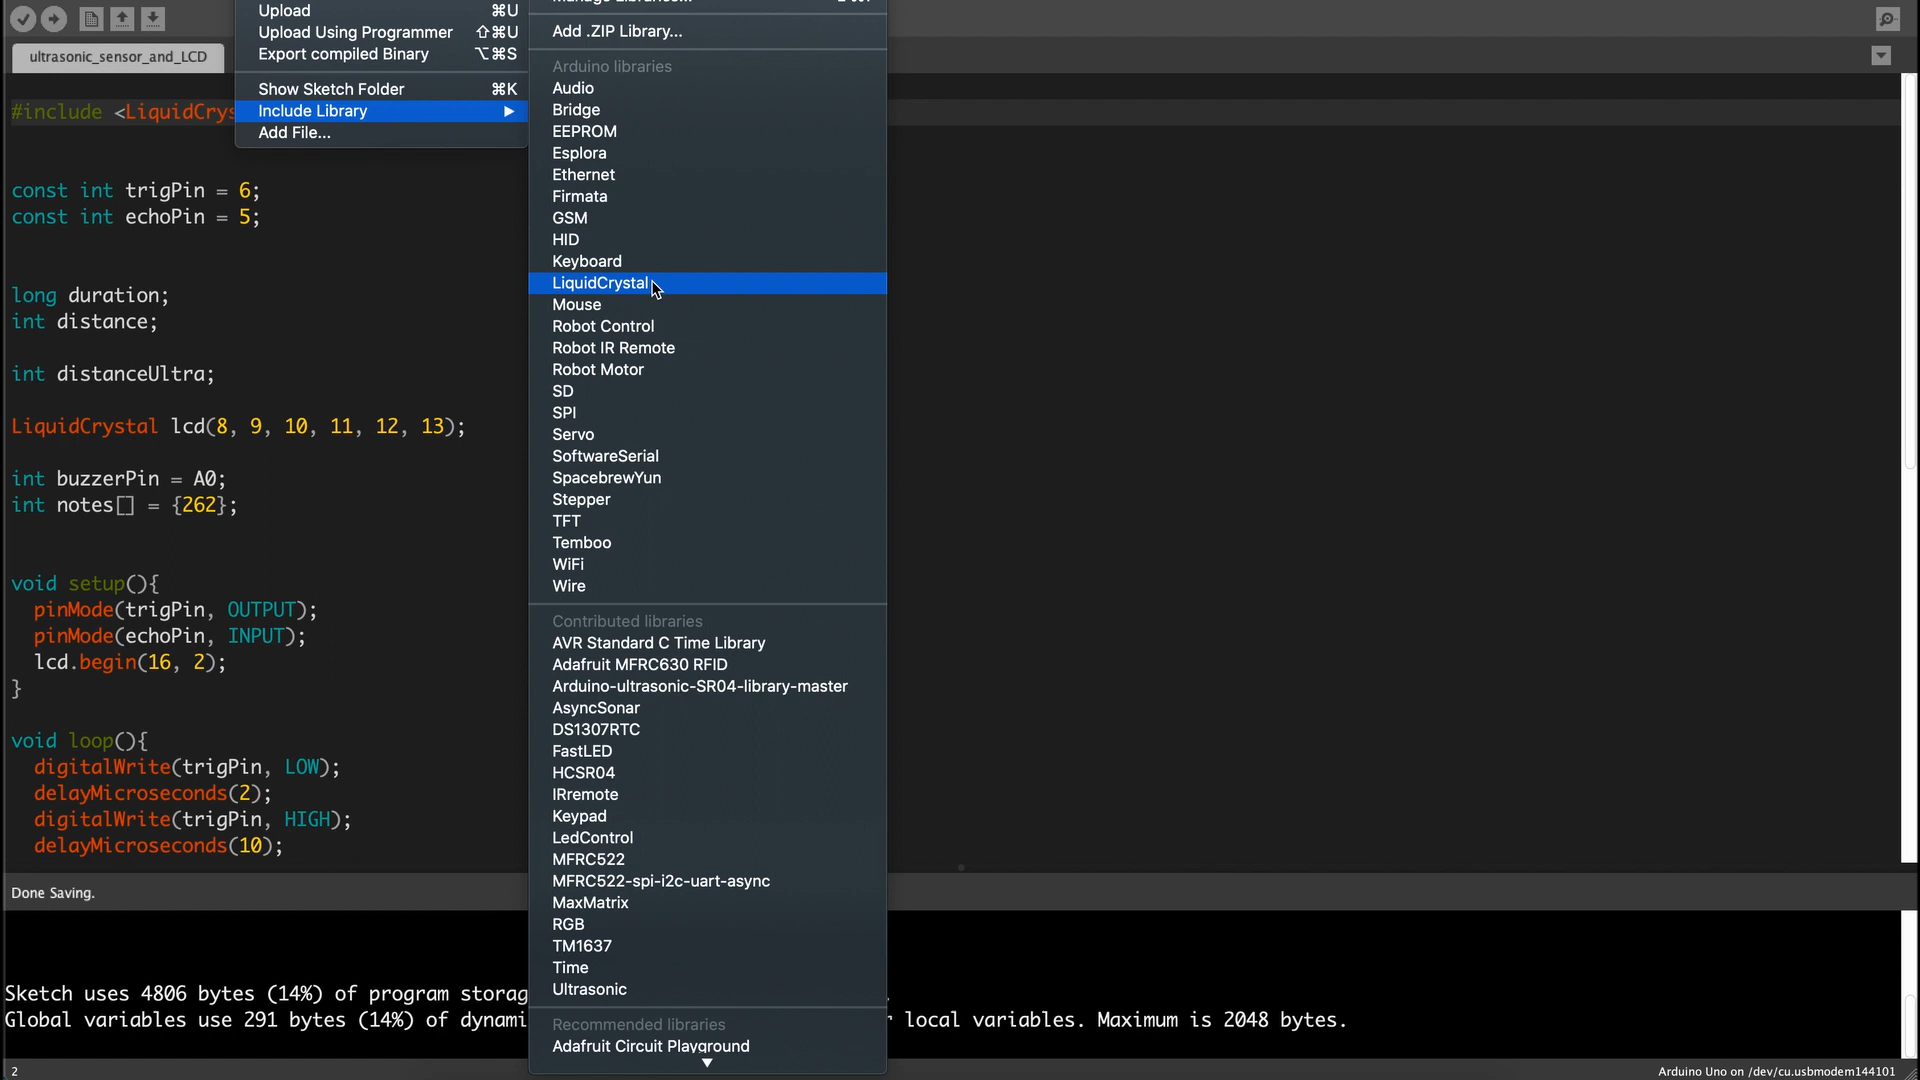 Upload ⌘U
Upload Using Programmer ⇧⌘U
Export compiled Binary ⌥⌘S
Show Sketch Folder ⌘K
Include Library ▶
Add File...
Add .ZIP Library...
Arduino libraries
Audio
Bridge
EEPROM
Esplora
Ethernet
Firmata
GSM
HID
Keyboard
LiquidCrystal
Mouse
Robot Control
Robot IR Remote
Robot Motor
SD
SPI
Servo
SoftwareSerial
SpacebrewYun
Stepper
TFT
Temboo
WiFi
Wire
Contributed libraries
AVR Standard C Time Library
Adafruit MFRC630 RFID
Arduino-ultrasonic-SR04-library-master
AsyncSonar
DS1307RTC
FastLED
HCSR04
IRremote
Keypad
LedControl
MFRC522
MFRC522-spi-i2c-uart-async
MaxMatrix
RGB
TM1637
Time
Ultrasonic
Recommended libraries
Adafruit Circuit Playground
ultrasonic_sensor_and_LCD
#include <LiquidCrys
const int trigPin = 6;
const int echoPin = 5;
long duration;
int distance;
int distanceUltra;
LiquidCrystal lcd(8, 9, 10, 11, 12, 13);
int buzzerPin = A0;
int notes[] = {262};
void setup(){
pinMode(trigPin, OUTPUT);
pinMode(echoPin, INPUT);
lcd.begin(16, 2);
}
void loop(){
digitalWrite(trigPin, LOW);
delayMicroseconds(2);
digitalWrite(trigPin, HIGH);
delayMicroseconds(10);
Done Saving.
Sketch uses 4806 bytes (14%) of program storag
Global variables use 291 bytes (14%) of dynami local variables. Maximum is 2048 bytes.
2 Arduino Uno on /dev/cu.usbmodem144101